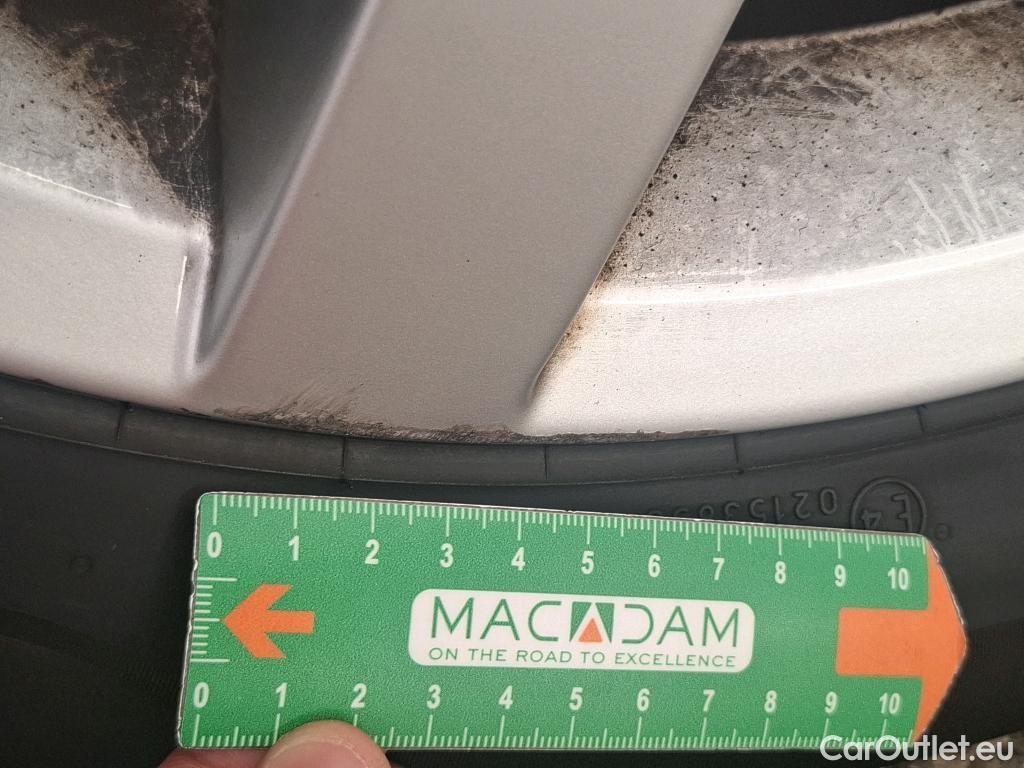 E4
0 1 2 3 4 5 6 7 8 9 10
MACADAM
ON THE ROAD TO EXCELLENCE
0 1 2 3 4 5 6 7 8 9 10
CarOutlet.eu